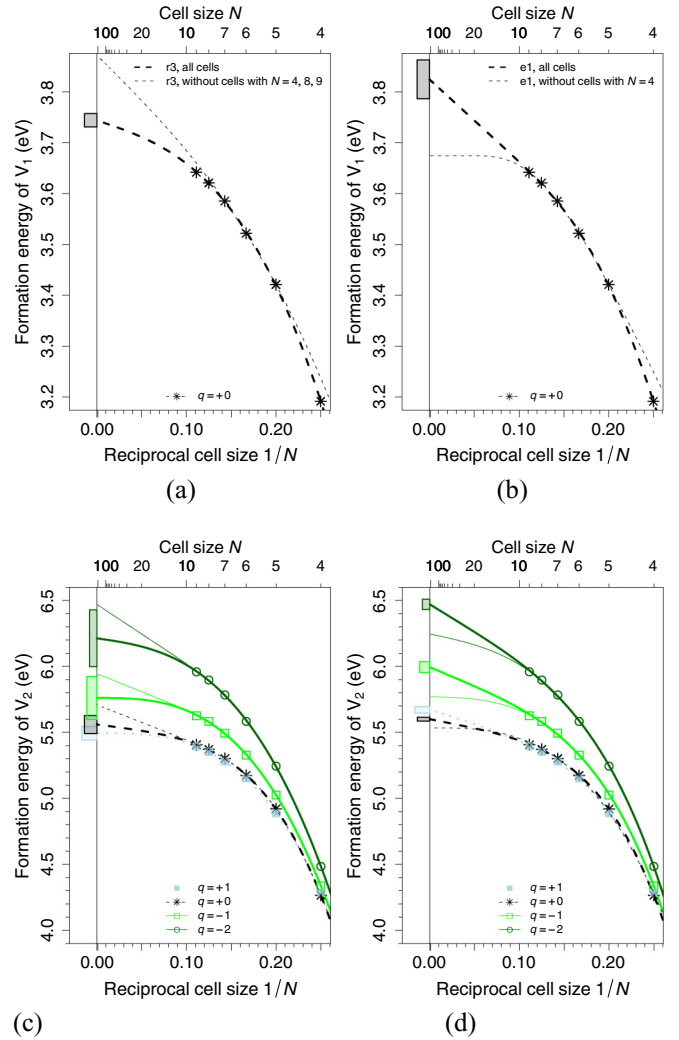 Cell size N
100 20 10 8 7 6 5 4
r3, all cells
r3, without cells with N = 4, 8, 9
Formation energy of V1 (eV)
3.8
3.7
3.6
3.5
3.4
3.3
3.2
q = +0
0.00 0.10 0.20
Reciprocal cell size 1/N
(a)
Cell size N
100 20 10 8 7 6 5 4
e1, all cells
e1, without cells with N = 4
Formation energy of V1 (eV)
3.8
3.7
3.6
3.5
3.4
3.3
3.2
q = +0
0.00 0.10 0.20
Reciprocal cell size 1/N
(b)
Cell size N
100 20 10 8 7 6 5 4
Formation energy of V2 (eV)
6.5
6.0
5.5
5.0
4.5
4.0
q = +1
q = +0
q = −1
q = −2
0.00 0.10 0.20
Reciprocal cell size 1/N
(c)
Cell size N
100 20 10 8 7 6 5 4
Formation energy of V2 (eV)
6.5
6.0
5.5
5.0
4.5
4.0
q = +1
q = +0
q = −1
q = −2
0.00 0.10 0.20
Reciprocal cell size 1/N
(d)